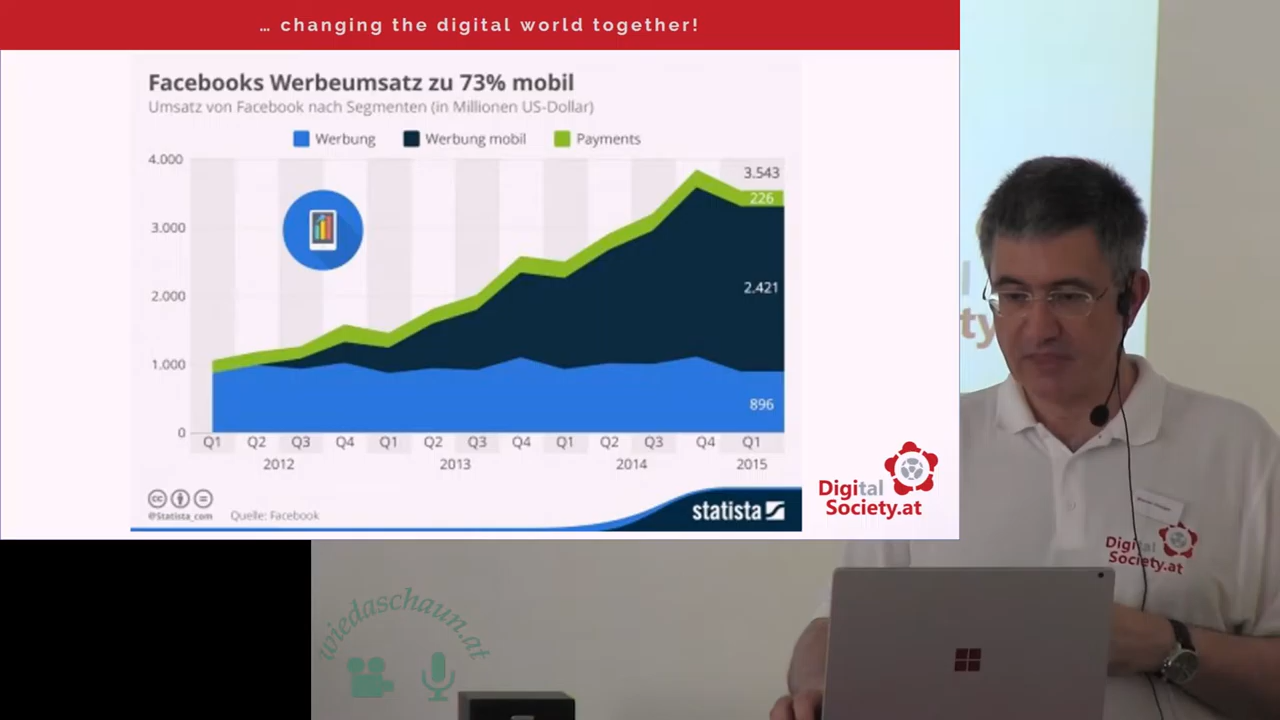 … changing the digital world together!
Facebooks Werbeumsatz zu 73% mobil
Umsatz von Facebook nach Segmenten (in Millionen US-Dollar)
Werbung Werbung mobil Payments
4.000
3.000
2.000
1.000
0
3.543
226
2.421
896
Q1 Q2 Q3 Q4 Q1 Q2 Q3 Q4 Q1 Q2 Q3 Q4 Q1
2012 2013 2014 2015
cc
@Statista_com
Quelle: Facebook
statista
Digital
Society.at
l
ty
Digital
Society.at
wiedaschaun.at